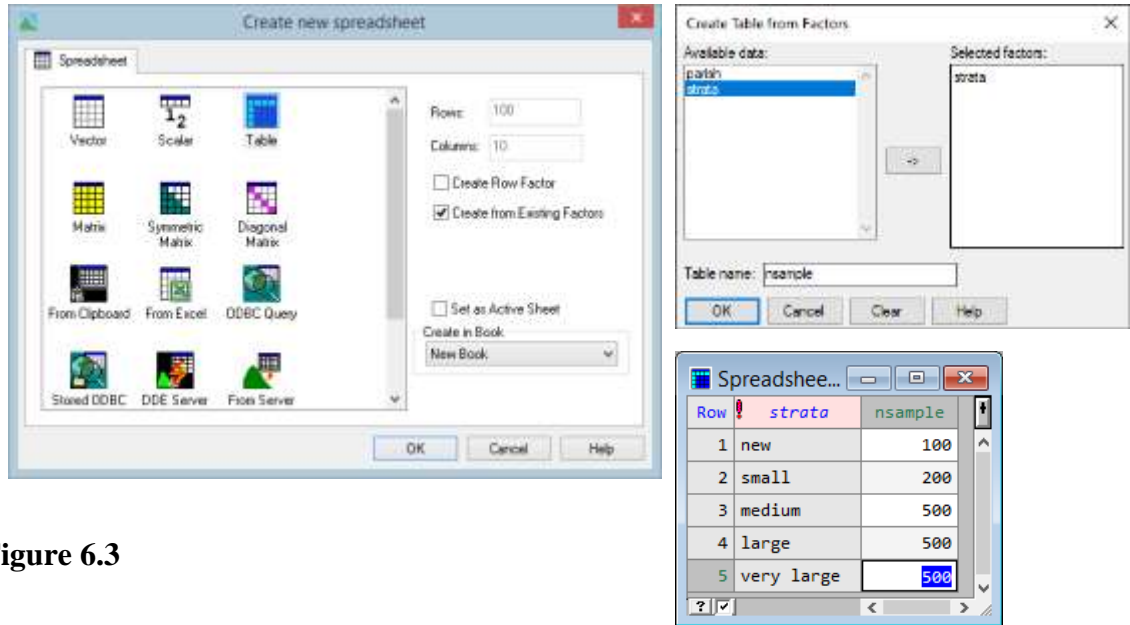 Create new spreadsheet
Spreadsheet
Vector
Scalar
Table
Matrix
Symmetric
Matrix
Diagonal
Matrix
From Clipboard
From Excel
ODBC Query
Stored ODBC
DDE Server
From Server
Rows: 100
Columns: 10
Create Row Factor
Create from Existing Factors
Set as Active Sheet
Create in Book
New Book
OK Cancel Help
Create Table from Factors
Available data:
parish
strata
Selected factors:
strata
->
Table name: nsample
OK Cancel Clear Help
Spreadshee...
Row ! strata nsample
1 new 100
2 small 200
3 medium 500
4 large 500
5 very large 500
?
igure 6.3